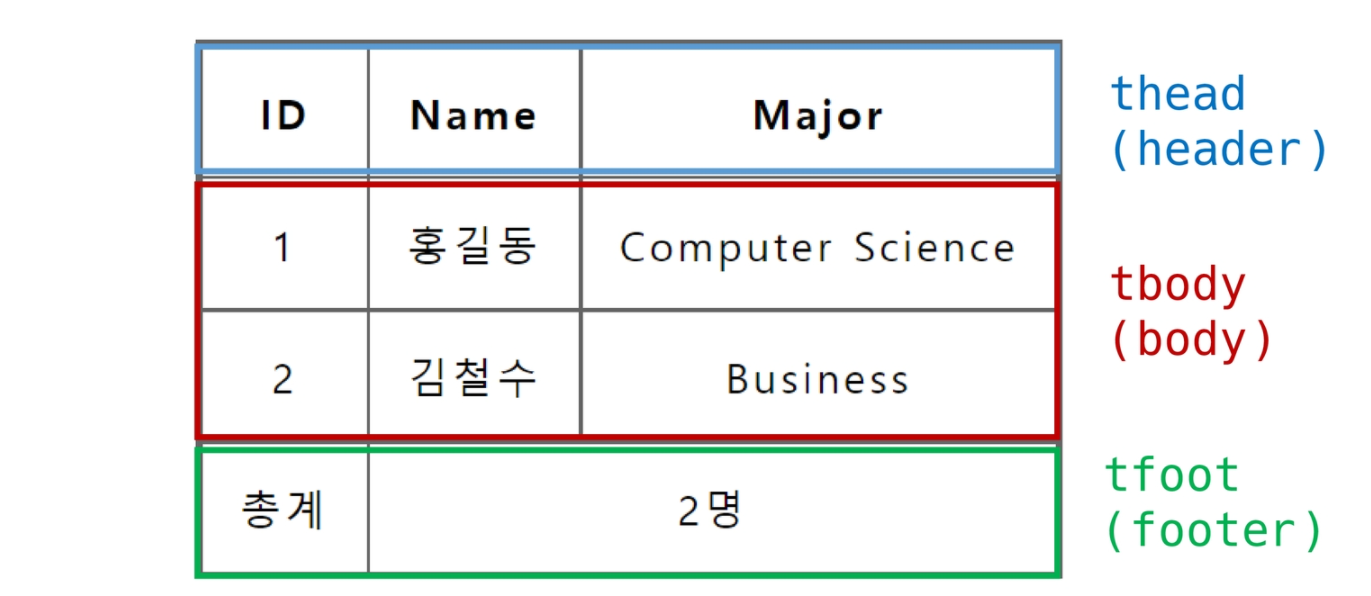 ID Name Major
thead
(header)
1 홍길동 Computer Science
2 김철수 Business
tbody
(body)
총계 2명
tfoot
(footer)